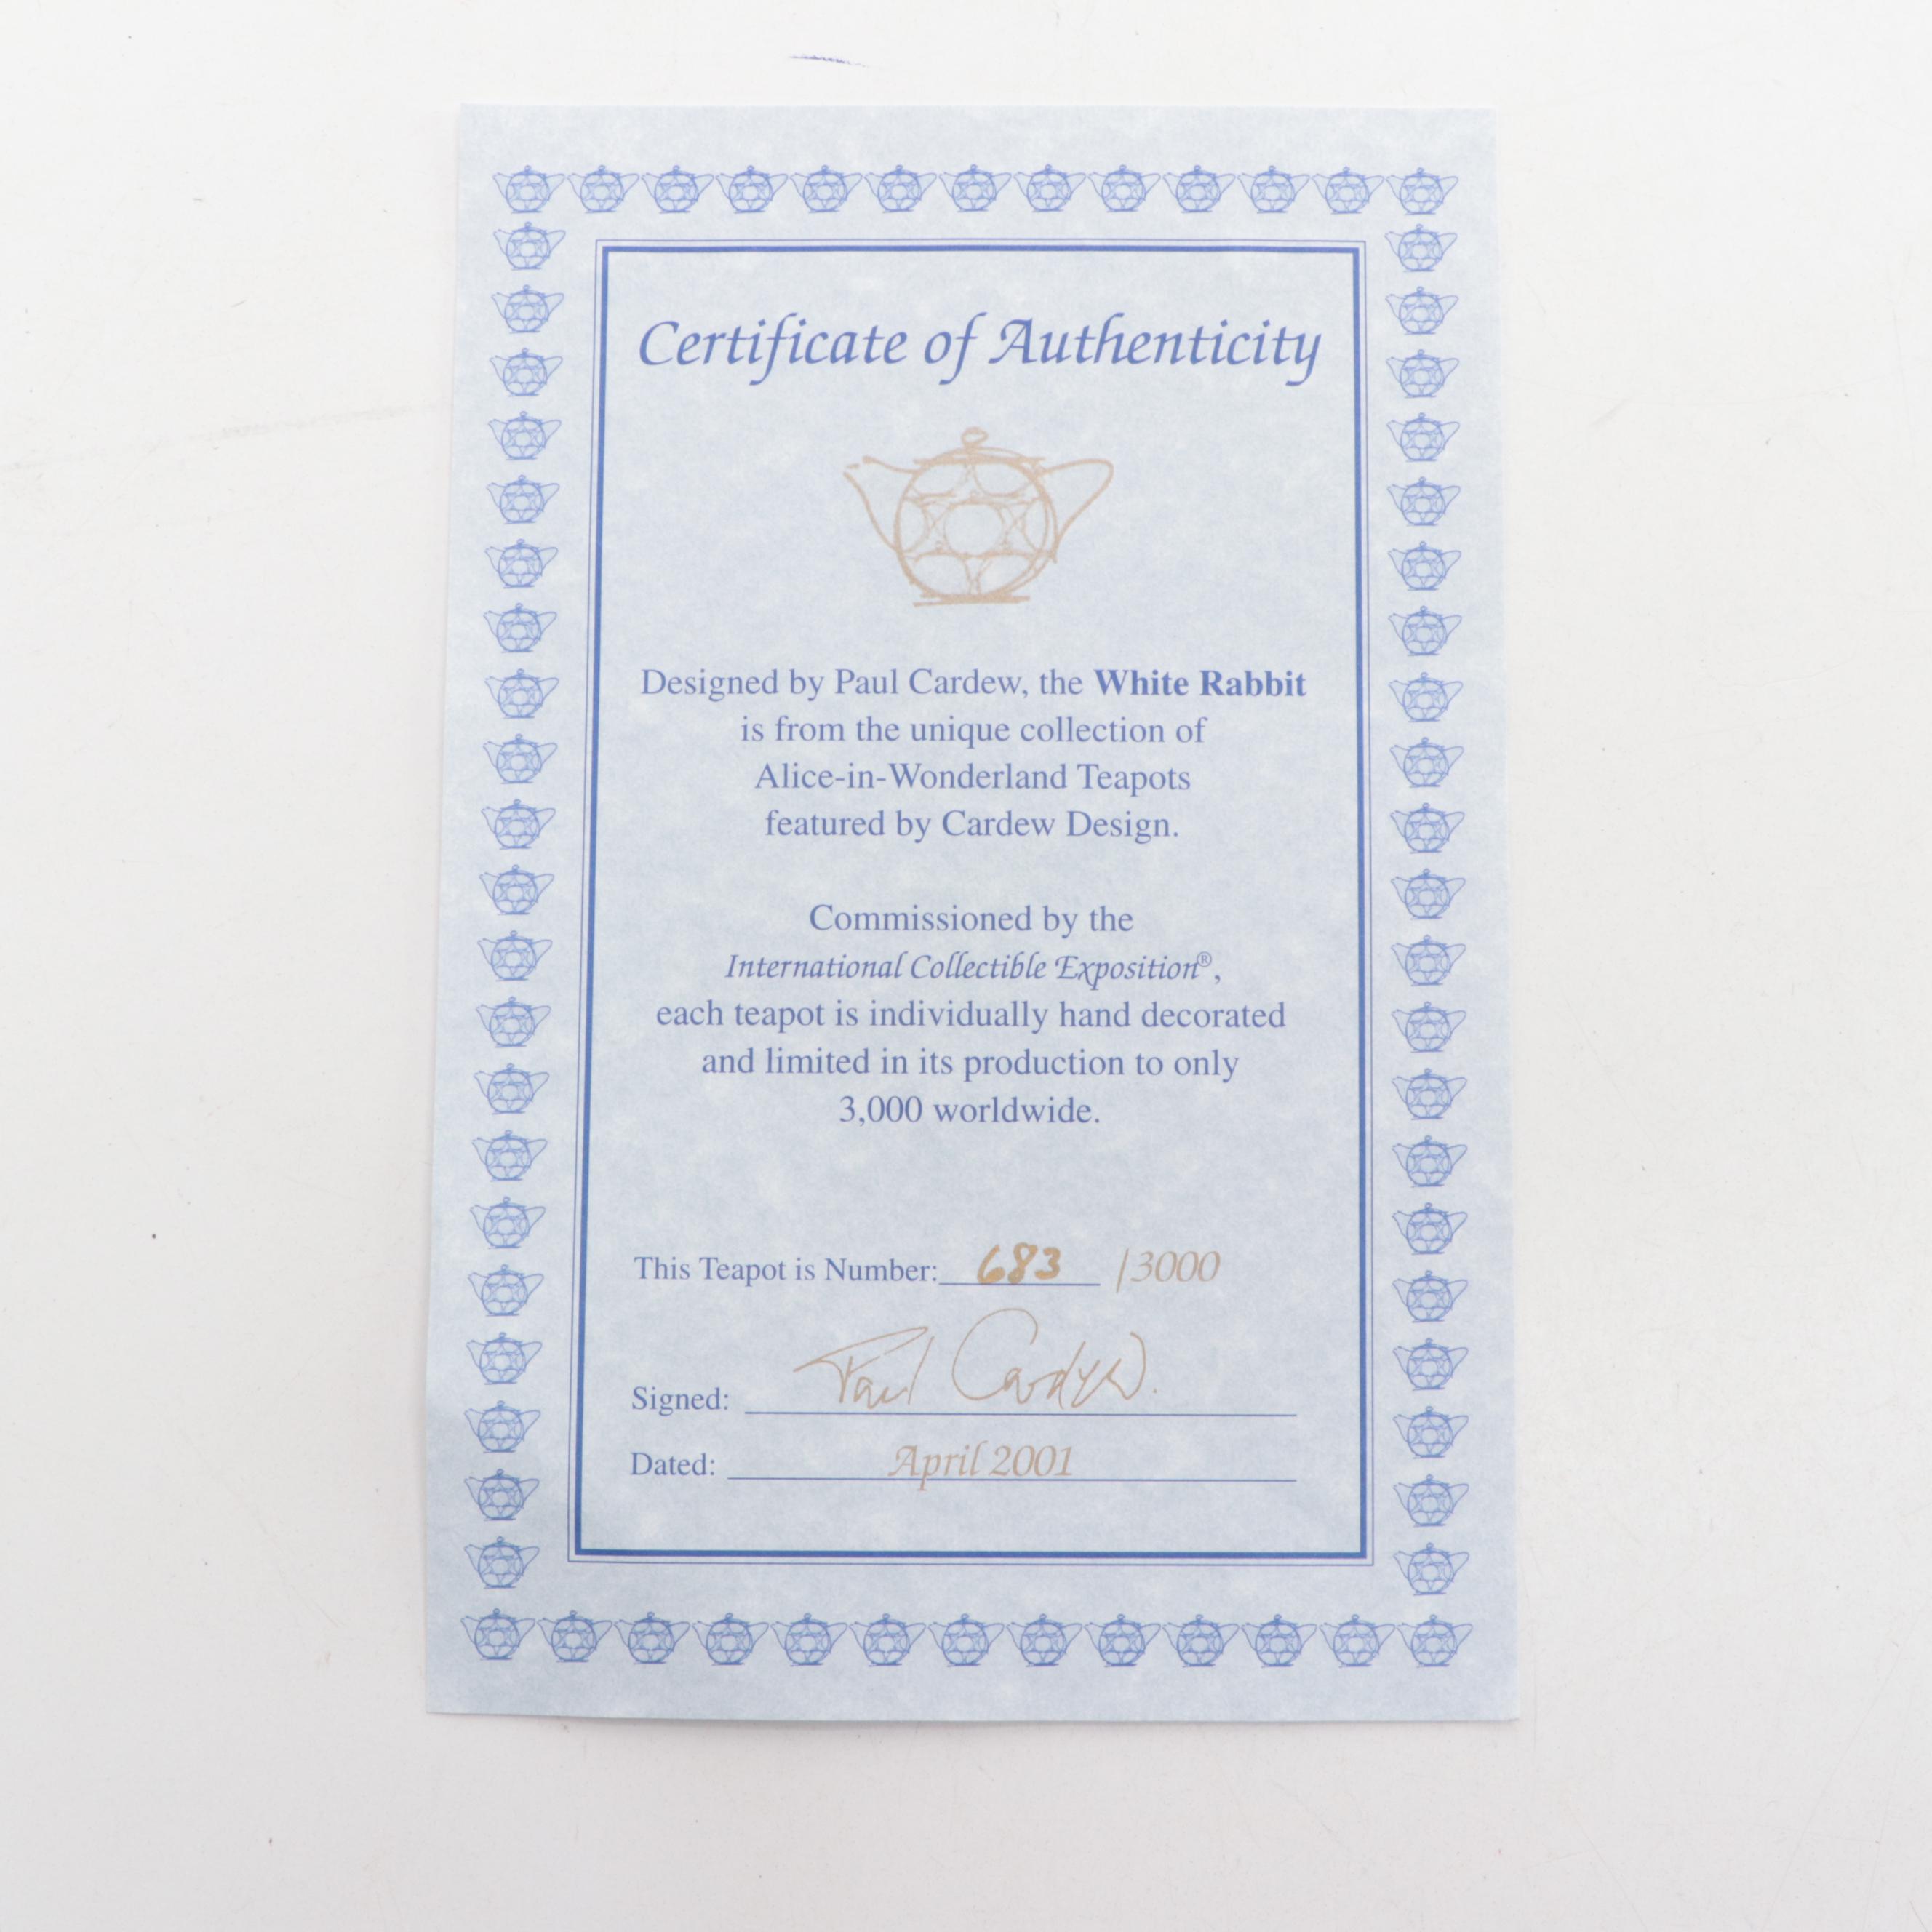 Certificate of Authenticity
Designed by Paul Cardew, the White Rabbit
is from the unique collection of
Alice-in-Wonderland Teapots
featured by Cardew Design.
Commissioned by the
International Collectible Exposition®,
each teapot is individually hand decorated
and limited in its production to only
3,000 worldwide.
This Teapot is Number: 683 /3000
Signed: Paul Cardew.
Dated: April 2001